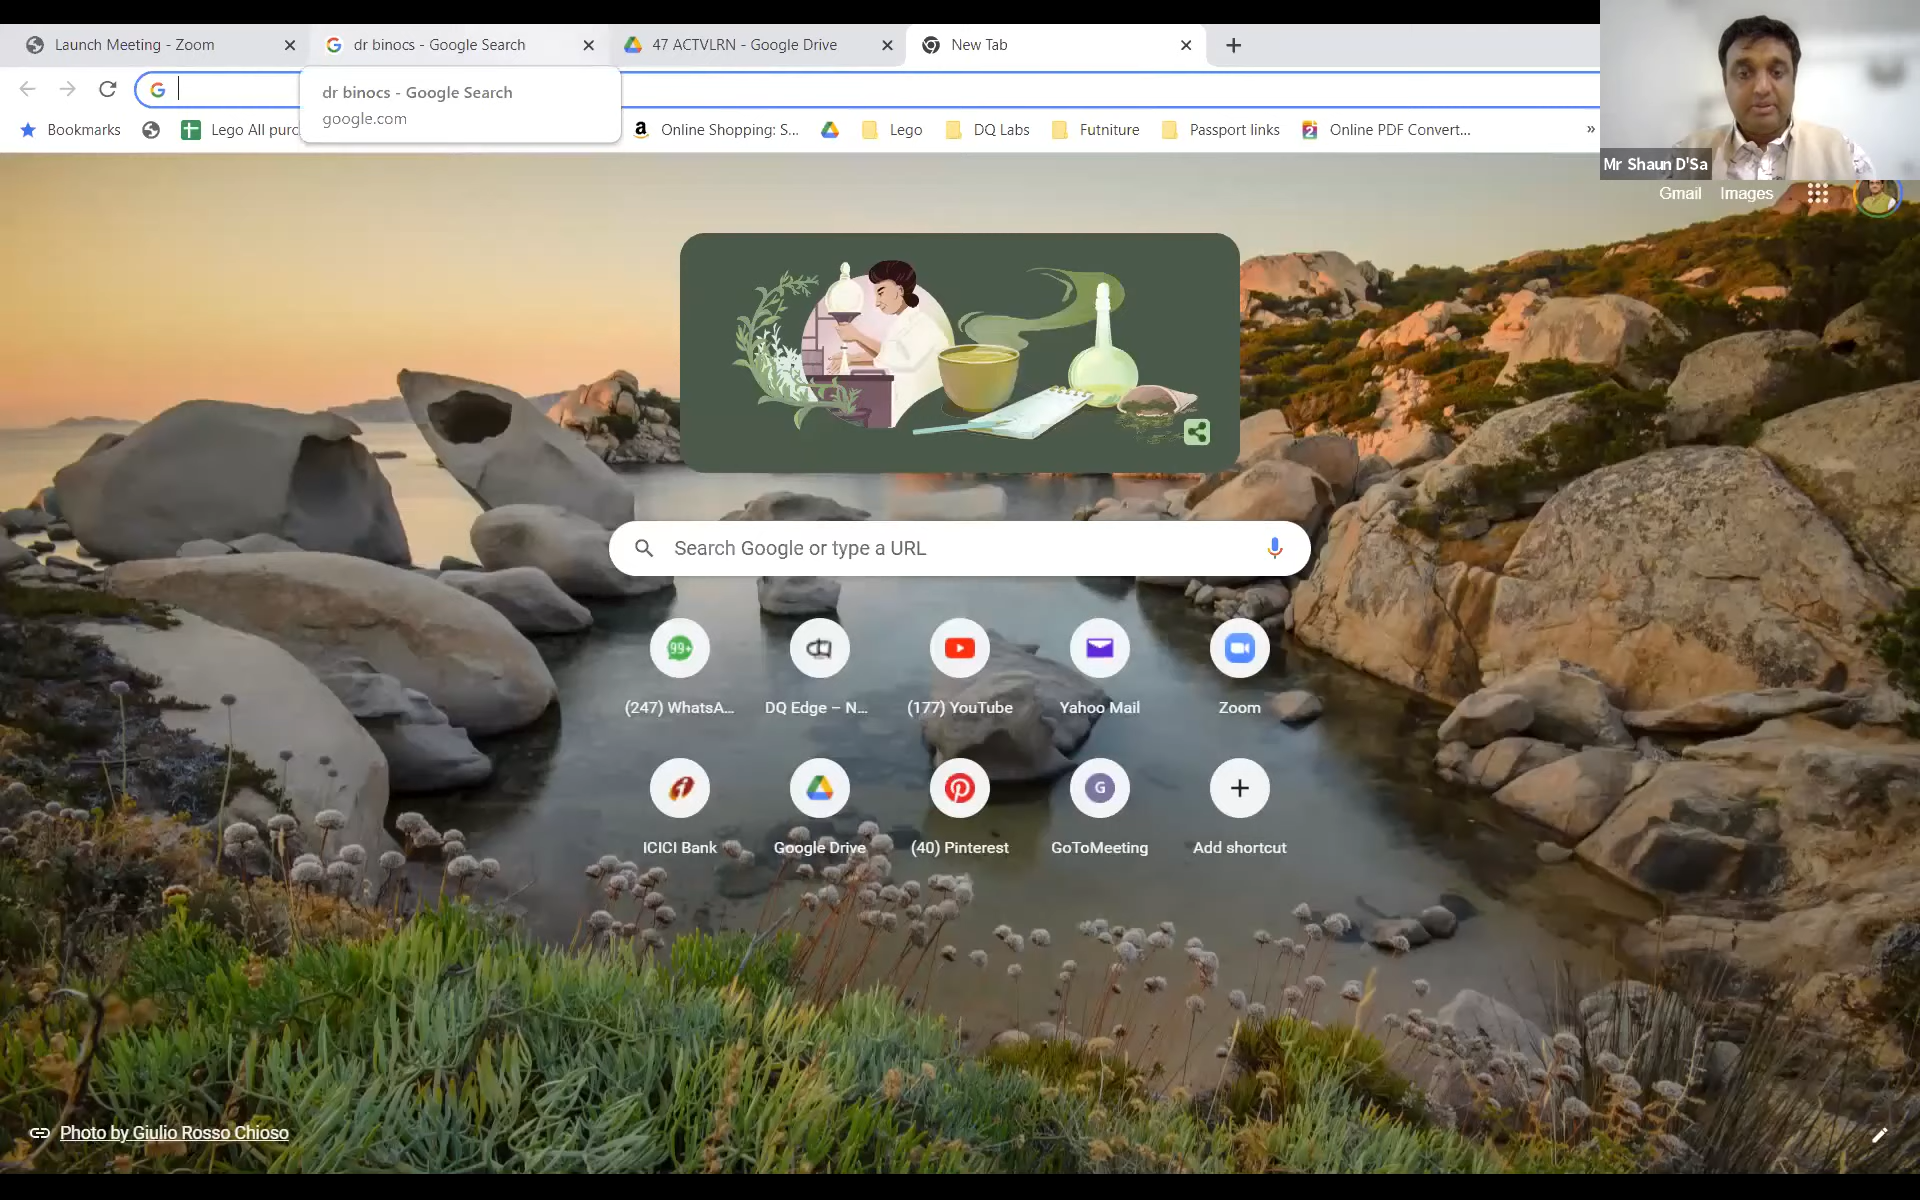 Launch Meeting - Zoom
dr binocs - Google Search
47 ACTVLRN - Google Drive
New Tab
dr binocs - Google Search
google.com
Bookmarks
Lego All purc
Online Shopping: S...
Lego
DQ Labs
Futniture
Passport links
Online PDF Convert...
»
Mr Shaun D'Sa
Gmail
Images
Search Google or type a URL
99+
(247) WhatsA...
DQ Edge – N...
(177) YouTube
Yahoo Mail
Zoom
G
ICICI Bank
Google Drive
(40) Pinterest
GoToMeeting
Add shortcut
Photo by Giulio Rosso Chioso